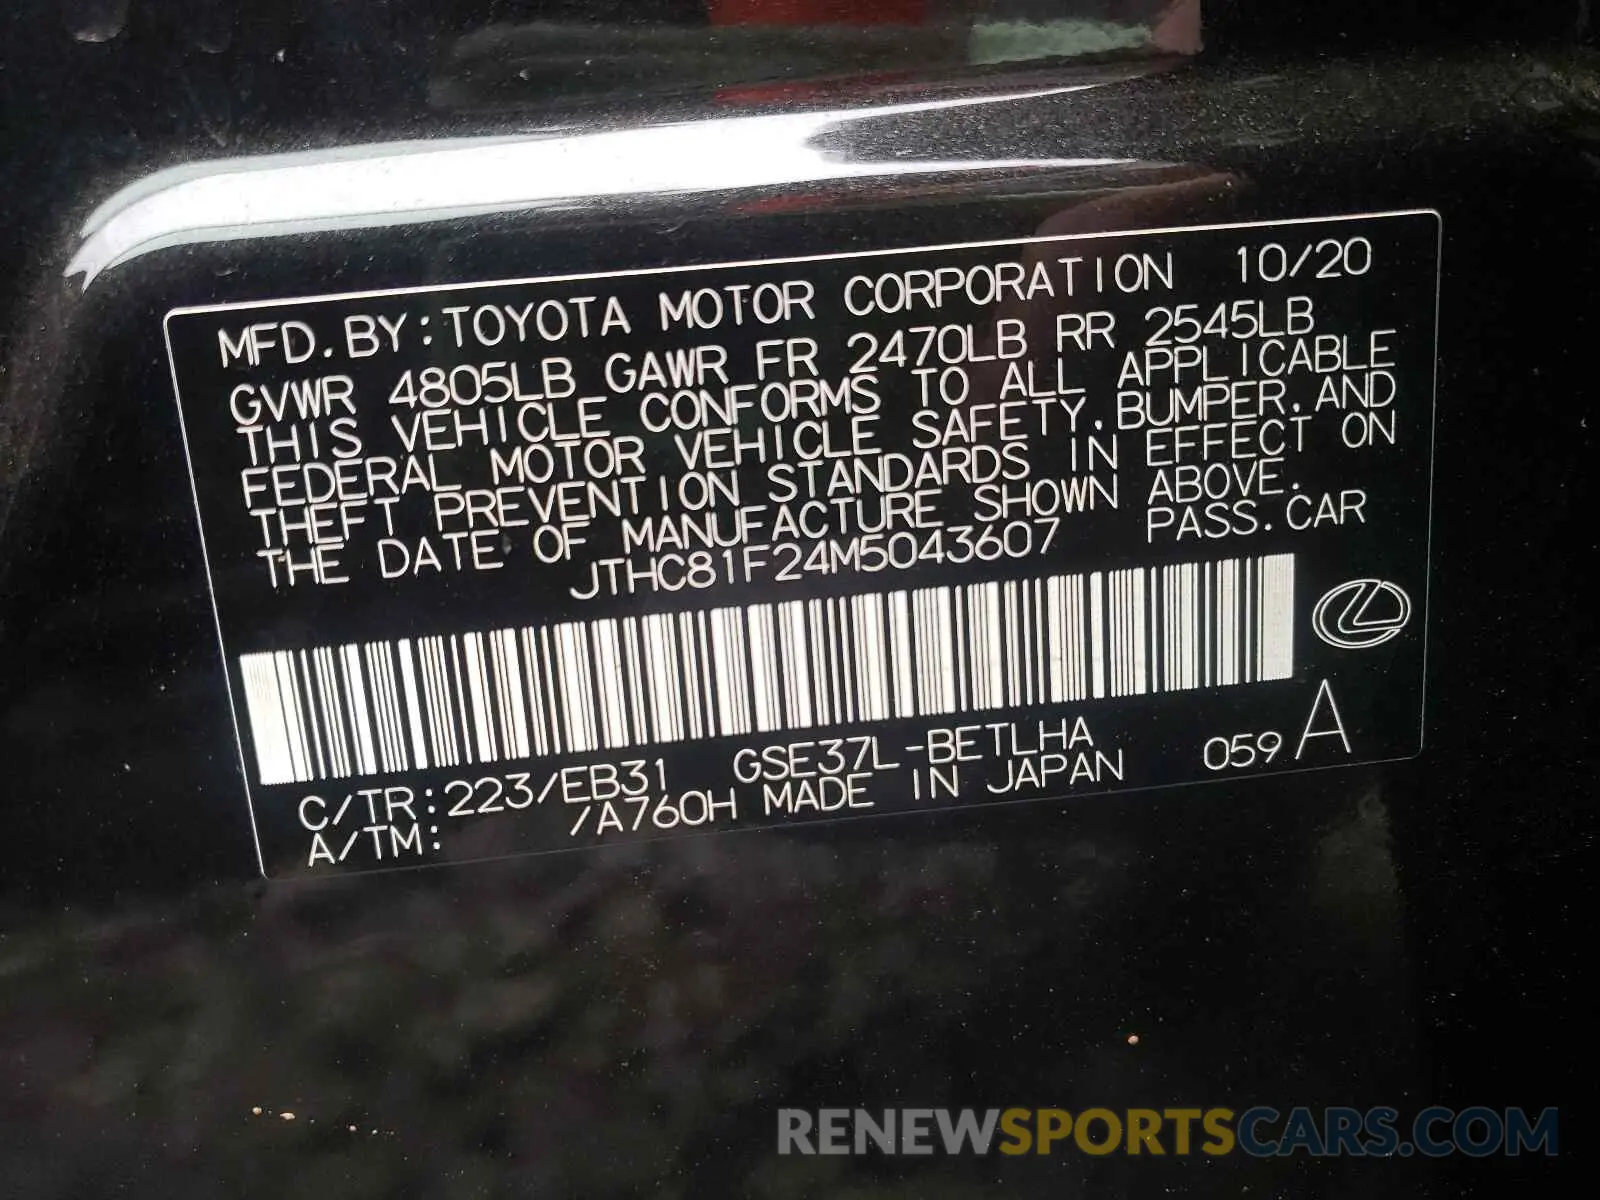 MFD. BY: TOYOTA MOTOR CORPORATION 10/20
GVWR 4805LB GAWR FR 2470LB RR 2545LB
THIS VEHICLE CONFORMS TO ALL APPLICABLE
FEDERAL MOTOR VEHICLE SAFETY, BUMPER, AND
THEFT PREVENTION STANDARDS IN EFFECT ON
THE DATE OF MANUFACTURE SHOWN ABOVE.
JTHC81F24M5043607 PASS. CAR
C/TR: 223/EB31 GSE37L-BETLHA 059 A
A/TM: /A760H MADE IN JAPAN
RENEWSPORTSCARS.COM